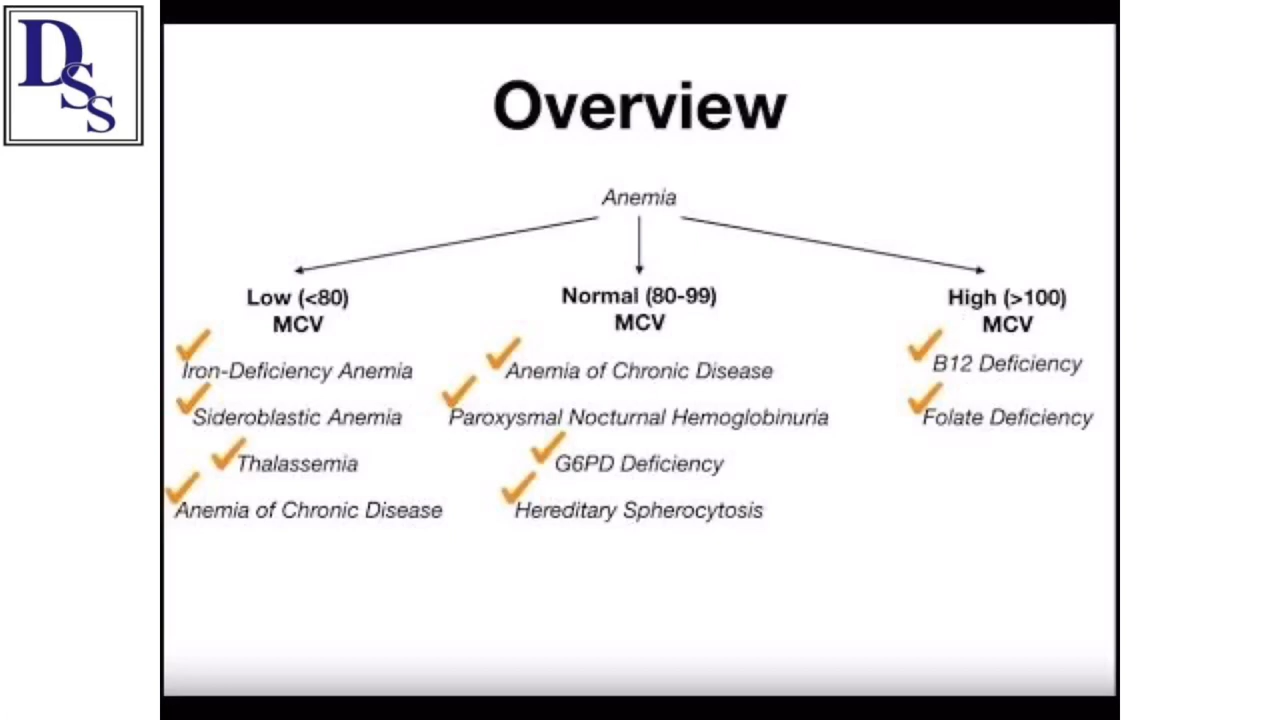 DSS
Overview
Anemia
Low (<80)
MCV
Iron-Deficiency Anemia
Sideroblastic Anemia
Thalassemia
Anemia of Chronic Disease
Normal (80-99)
MCV
Anemia of Chronic Disease
Paroxysmal Nocturnal Hemoglobinuria
G6PD Deficiency
Hereditary Spherocytosis
High (>100)
MCV
B12 Deficiency
Folate Deficiency